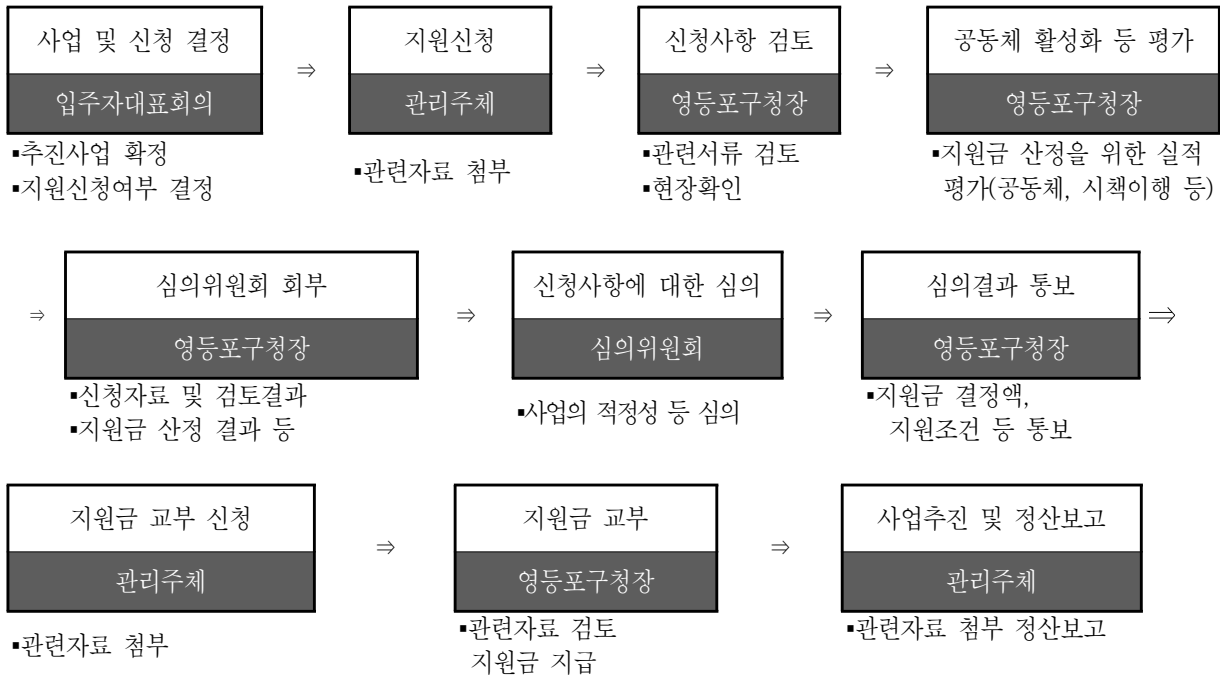 사업 및 신청 결정 ⇒ 지원신청 ⇒ 신청사항 검토 ⇒ 공동체 활성화 등 평가
입주자대표회의 관리주체 영등포구청장 영등포구청장
▪추진사업 확정
▪지원신청여부 결정
▪관련자료 첨부
▪관련서류 검토
▪현장확인
▪지원금 산정을 위한 실적
평가(공동체, 시책이행 등)
⇒ 심의위원회 회부 ⇒ 신청사항에 대한 심의 ⇒ 심의결과 통보 ⇒
영등포구청장 심의위원회 영등포구청장
▪신청자료 및 검토결과
▪지원금 산정 결과 등
▪사업의 적정성 등 심의
▪지원금 결정액,
지원조건 등 통보
지원금 교부 신청 ⇒ 지원금 교부 ⇒ 사업추진 및 정산보고
관리주체 영등포구청장 관리주체
▪관련자료 첨부
▪관련자료 검토
지원금 지급
▪관련자료 첨부 정산보고